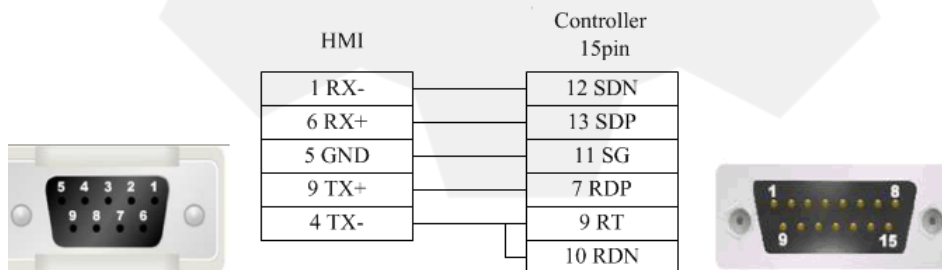 HMI
Controller
15pin
1 RX-
12 SDN
6 RX+
13 SDP
5 GND
11 SG
9 TX+
7 RDP
4 TX-
9 RT
10 RDN
5 4 3 2 1
9 8 7 6
1 8
9 15